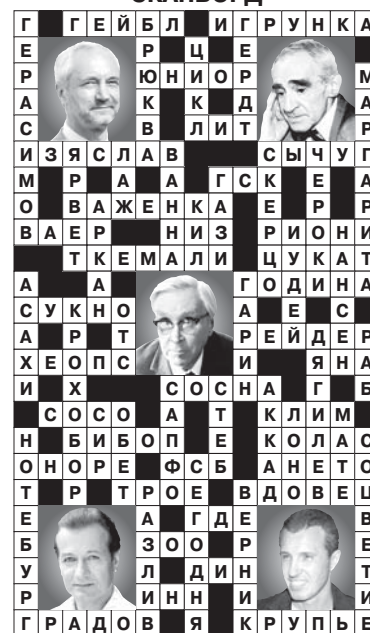 СКАНВОРД
Г ГЕЙБЛ ИГРУНКА
Е Р Ц Е
Р ЮНИОР М
А К К Д А
С В ЛИТ Р
ИЗЯСЛАВ СЫЧУГ
М Р А А ГСК Е А
О ВАЖЕНКА Е Р Р
ВАЕР НИЗ РИОНИ
ТКЕМАЛИ ЦУКАТ
А А ГОДИНА
СУКНО А Е С
А Р Т РЕЙДЕР
ХЕОПС И ЯНА
И Х СОСНА Г Б
СОСО А Т КЛИМ
Н БИБОП Е КОЛАС
ОНОРЕ ФСБ АНЕТО
Т Р ТРОЕ ВДОВЕЦ
Е А ГДЕ В
Б ЗОО Р Е
У Л ДИН Т
Р ИНН И И
ГРАДОВ Я КРУПЬЕ